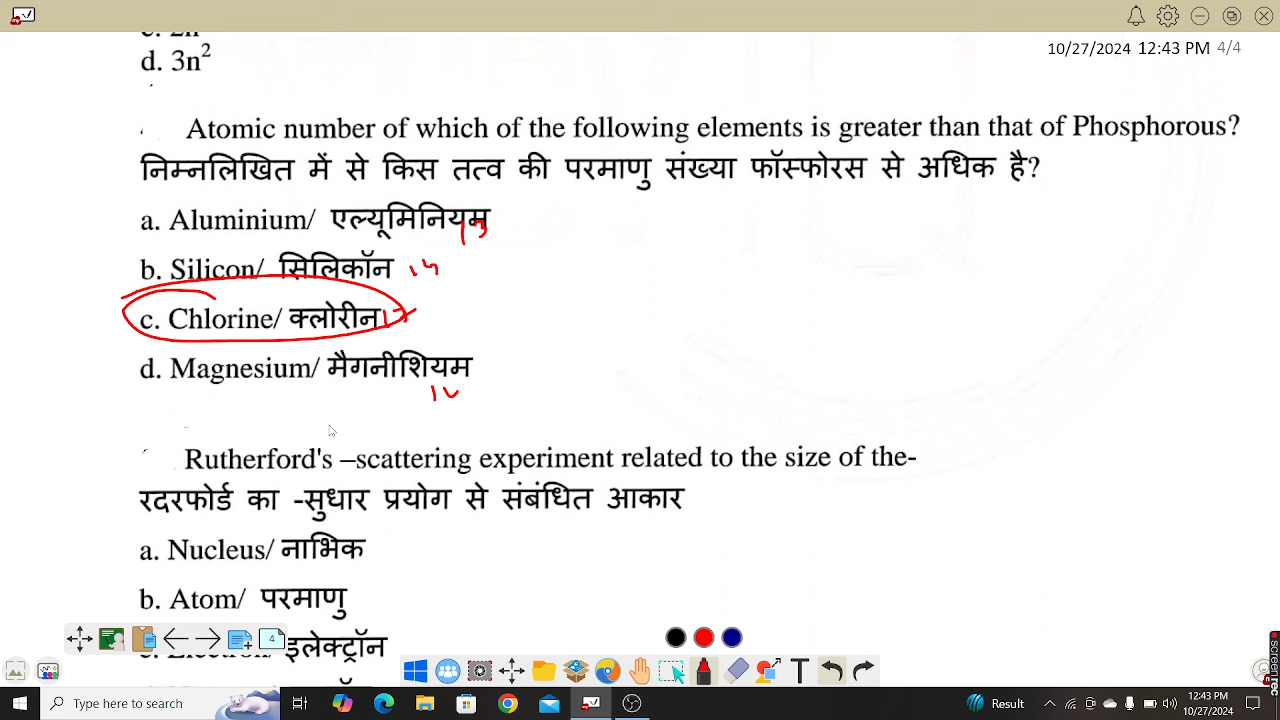 10/27/2024 12:43 PM 4/4
d. 3n²
Atomic number of which of the following elements is greater than that of Phosphorous?
निम्नलिखित में से किस तत्व की परमाणु संख्या फॉस्फोरस से अधिक है?
a. Aluminium/ एल्यूमिनियम 13
b. Silicon/ सिलिकॉन 14
c. Chlorine/ क्लोरीन 17
d. Magnesium/ मैगनीशियम
Rutherford's –scattering experiment related to the size of the-
रदरफोर्ड का -सुधार प्रयोग से संबंधित आकार
a. Nucleus/ नाभिक
b. Atom/ परमाणु
इलेक्ट्रॉन
4
Type here to search
Result
12:43 PM
10/27/2024